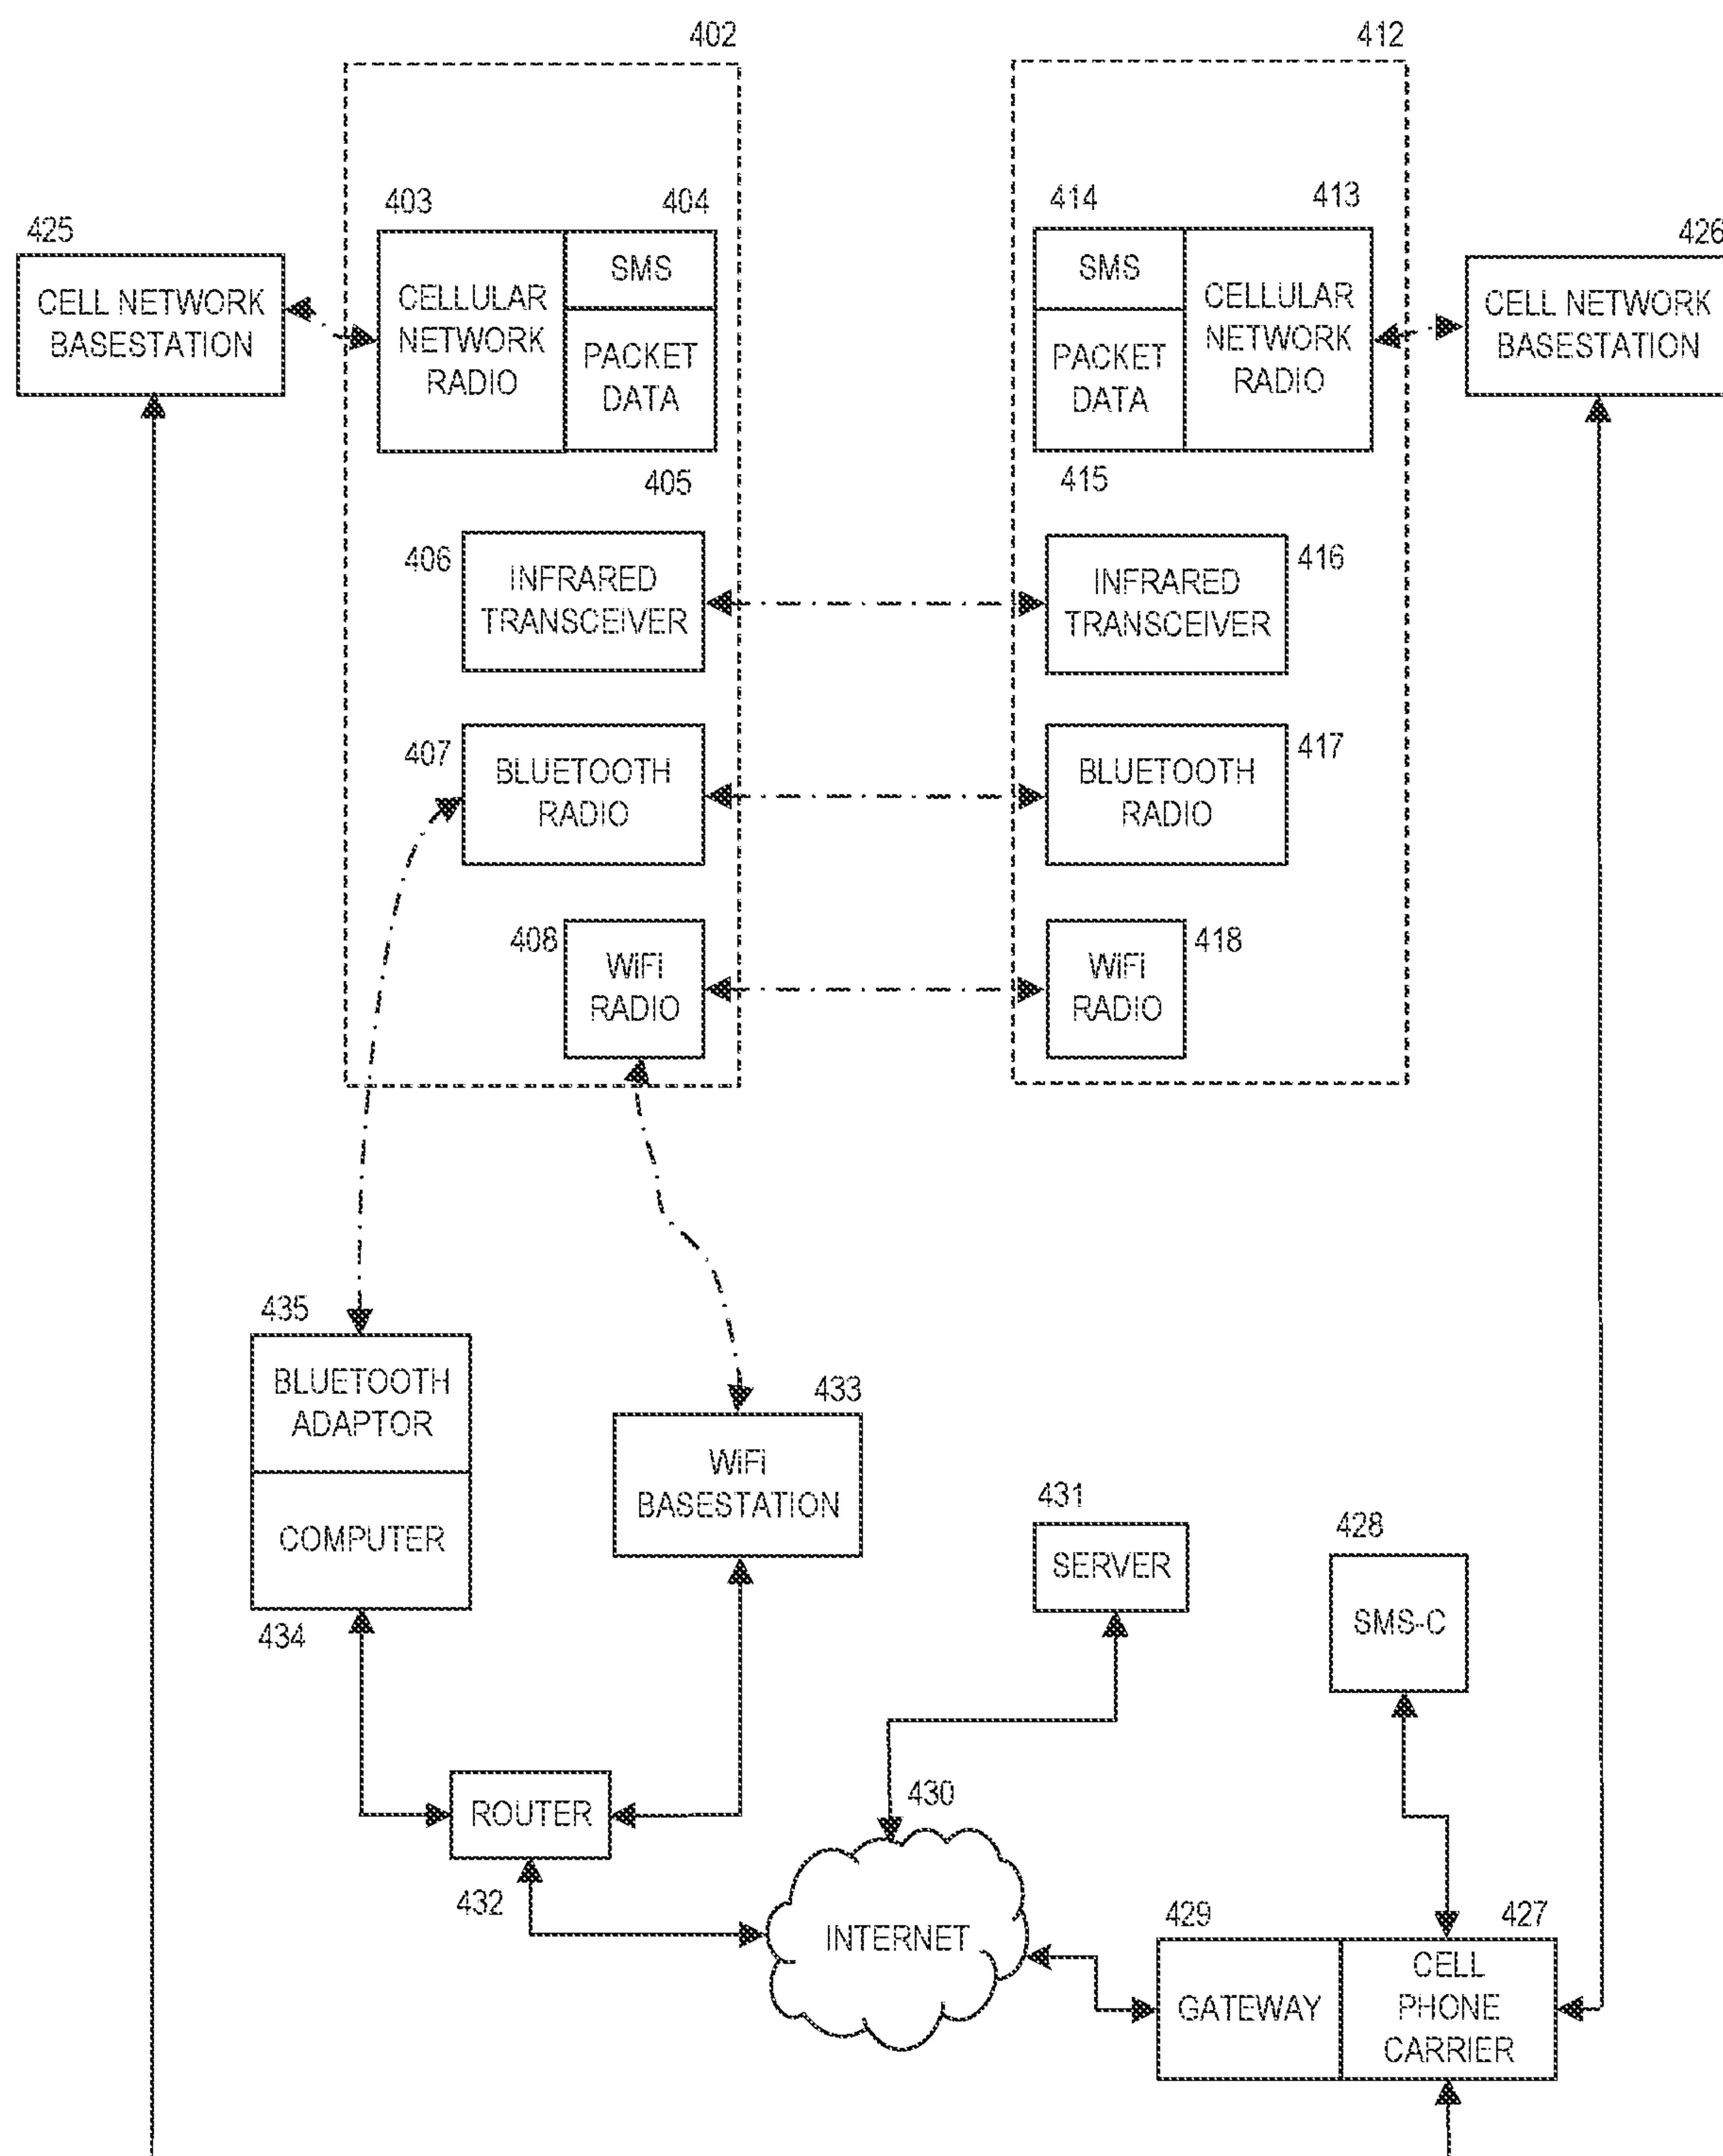 402
412
403
404
414
413
425
426
CELL NETWORK
BASESTATION
CELLULAR
NETWORK
RADIO
SMS
PACKET
DATA
SMS
PACKET
DATA
CELLULAR
NETWORK
RADIO
CELL NETWORK
BASESTATION
405
415
406
INFRARED
TRANSCEIVER
INFRARED
TRANSCEIVER
416
407
BLUETOOTH
RADIO
BLUETOOTH
RADIO
417
408
WiFi
RADIO
WiFi
RADIO
418
435
BLUETOOTH
ADAPTOR
COMPUTER
434
433
WiFi
BASESTATION
431
SERVER
428
SMS-C
ROUTER
432
430
INTERNET
429
427
GATEWAY
CELL
PHONE
CARRIER